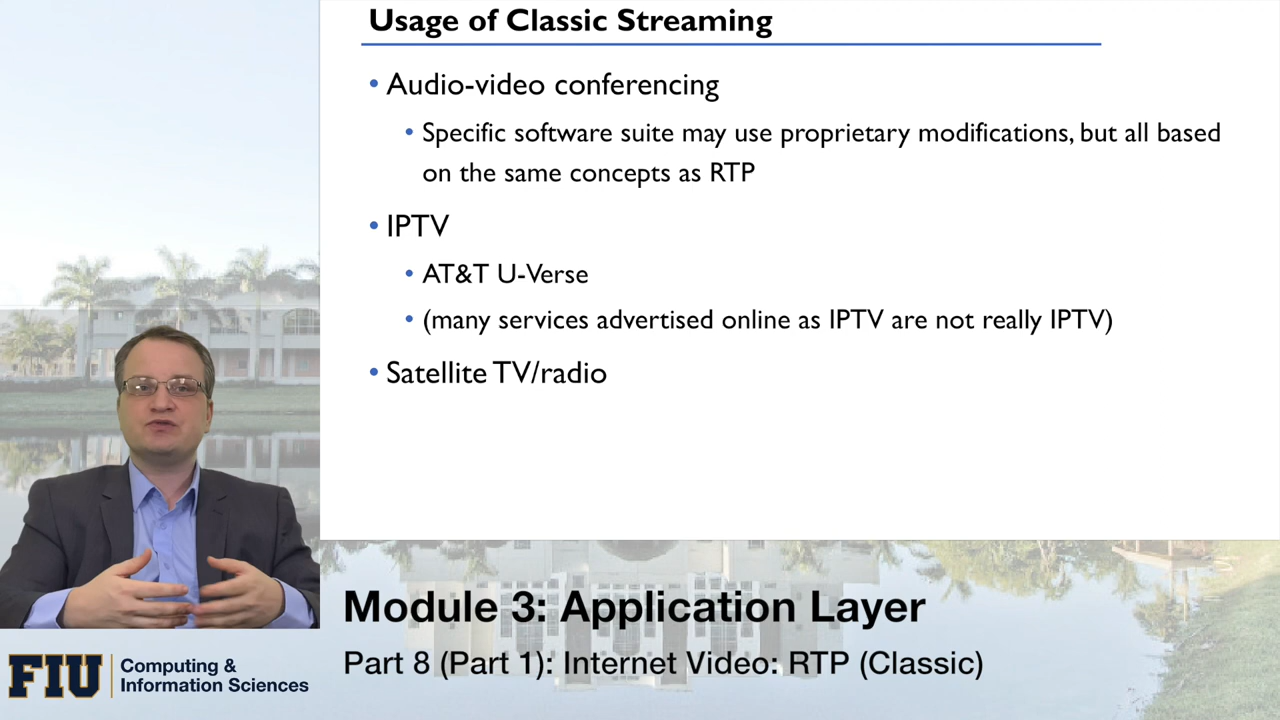 Usage of Classic Streaming
• Audio-video conferencing
• Specific software suite may use proprietary modifications, but all based
on the same concepts as RTP
• IPTV
• AT&T U-Verse
• (many services advertised online as IPTV are not really IPTV)
• Satellite TV/radio
Module 3: Application Layer
Part 8 (Part 1): Internet Video: RTP (Classic)
FIU
Computing &
Information Sciences